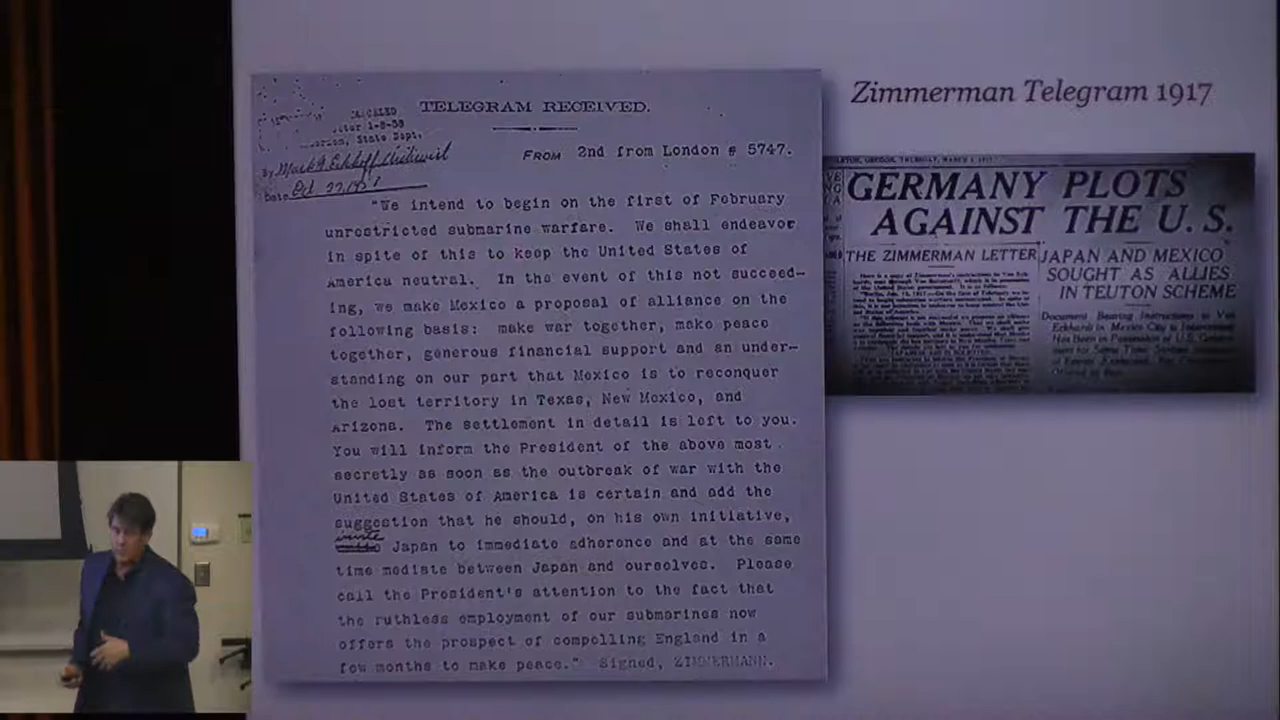 Zimmerman Telegram 1917
TELEGRAM RECEIVED.
FROM 2nd from London # 5747.
"We intend to begin on the first of February
unrestricted submarine warfare. We shall endeavor
in spite of this to keep the United States of
America neutral. In the event of this not succeed-
ing, we make Mexico a proposal of alliance on the
following basis: make war together, make peace
together, generous financial support and an under-
standing on our part that Mexico is to reconquer
the lost territory in Texas, New Mexico, and
Arizona. The settlement in detail is left to you.
You will inform the President of the above most
secretly as soon as the outbreak of war with the
United States of America is certain and add the
suggestion that he should, on his own initiative,
invite
Japan to immediate adherence and at the same
time mediate between Japan and ourselves. Please
call the President's attention to the fact that
the ruthless employment of our submarines now
offers the prospect of compelling England in a
few months to make peace." Signed, ZIMMERMANN.
GERMANY PLOTS
AGAINST THE U. S.
THE ZIMMERMAN LETTER
JAPAN AND MEXICO
SOUGHT AS ALLIES
IN TEUTON SCHEME